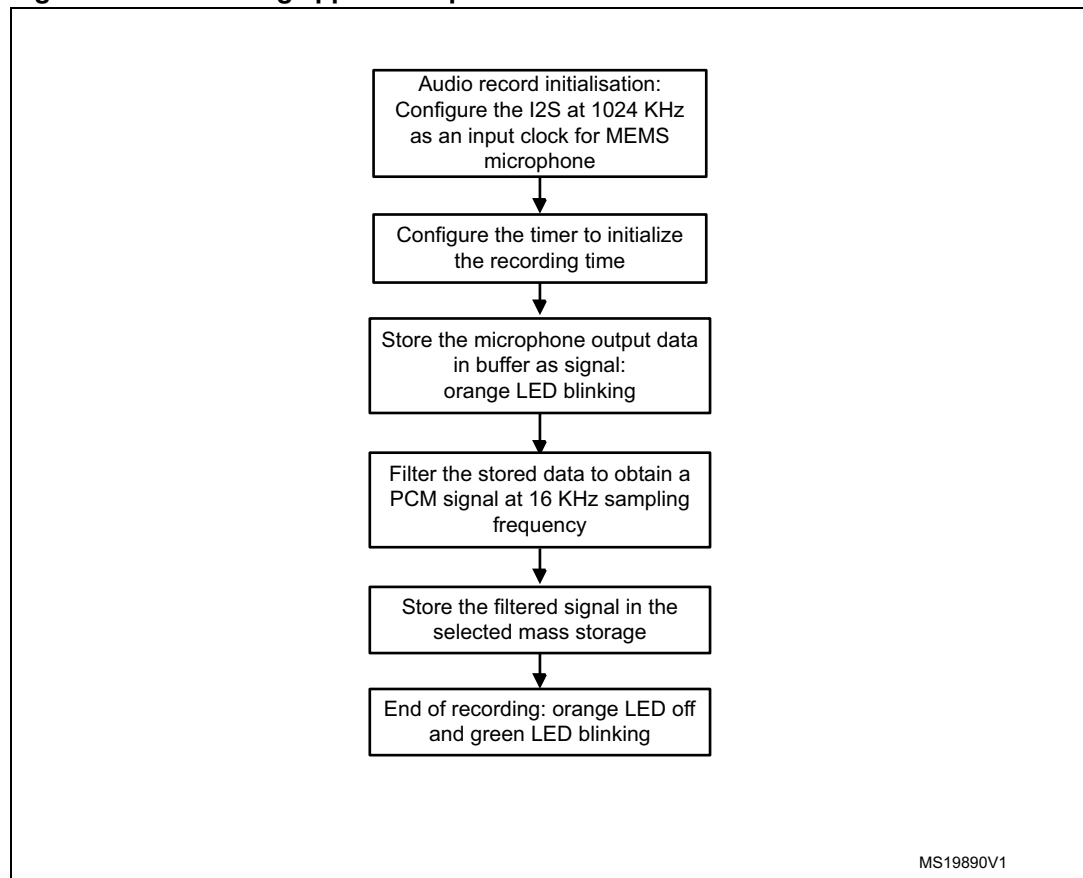 Audio record initialisation:
Configure the I2S at 1024 KHz
as an input clock for MEMS
microphone
Configure the timer to initialize
the recording time
Store the microphone output data
in buffer as signal:
orange LED blinking
Filter the stored data to obtain a
PCM signal at 16 KHz sampling
frequency
Store the filtered signal in the
selected mass storage
End of recording: orange LED off
and green LED blinking
MS19890V1